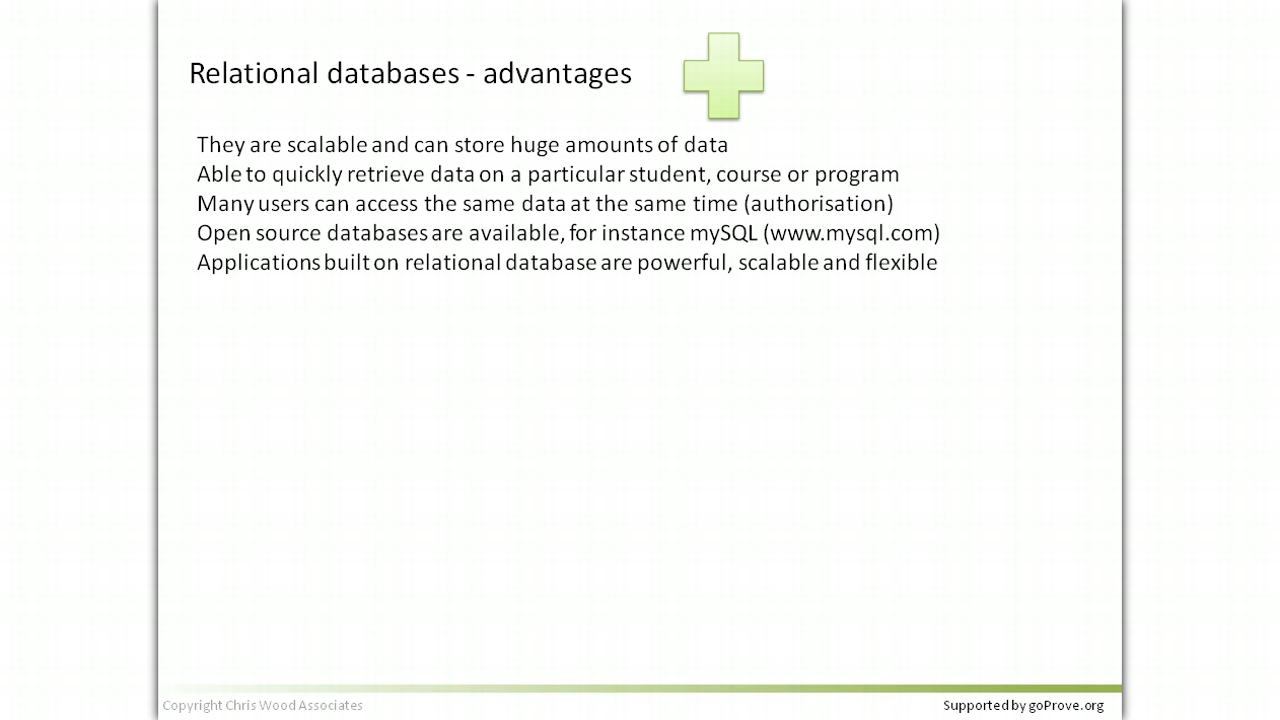 Relational databases - advantages
They are scalable and can store huge amounts of data
Able to quickly retrieve data on a particular student, course or program
Many users can access the same data at the same time (authorisation)
Open source databases are available, for instance mySQL (www.mysql.com)
Applications built on relational database are powerful, scalable and flexible
Copyright Chris Wood Associates
Supported by goProve.org